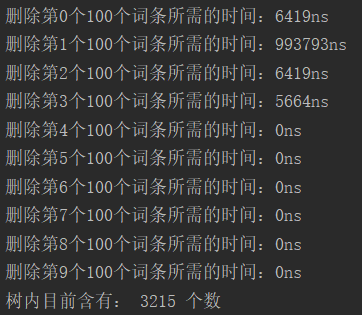 删除第0个100个词条所需的时间：6419ns
删除第1个100个词条所需的时间：993793ns
删除第2个100个词条所需的时间：6419ns
删除第3个100个词条所需的时间：5664ns
删除第4个100个词条所需的时间：0ns
删除第5个100个词条所需的时间：0ns
删除第6个100个词条所需的时间：0ns
删除第7个100个词条所需的时间：0ns
删除第8个100个词条所需的时间：0ns
删除第9个100个词条所需的时间：0ns
树内目前含有： 3215 个数